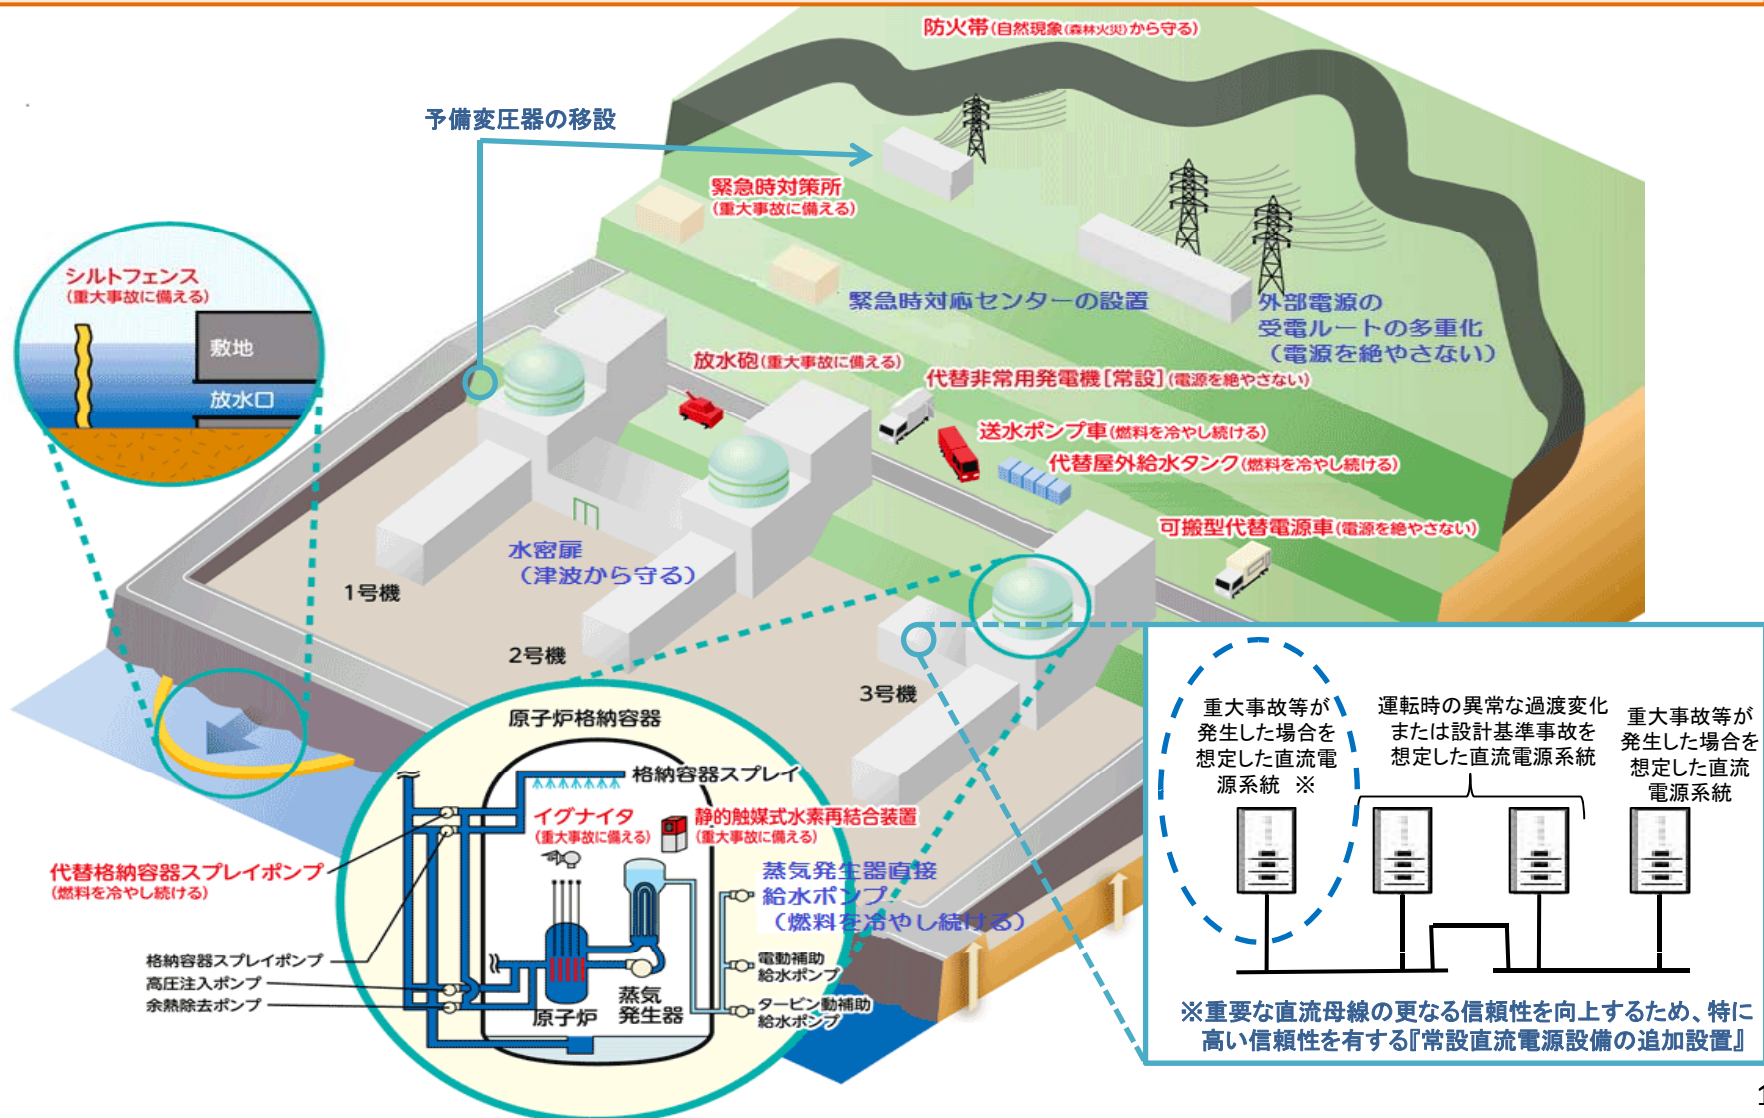 防火帯(自然現象(森林火災)から守る)
予備変圧器の移設
緊急時対策所
(重大事故に備える)
緊急時対応センターの設置
外部電源の
受電ルートの多重化
(電源を絶やさない)
シルトフェンス
(重大事故に備える)
敷地
放水口
放水砲(重大事故に備える)
代替非常用発電機[常設](電源を絶やさない)
送水ポンプ車(燃料を冷やし続ける)
代替屋外給水タンク(燃料を冷やし続ける)
可搬型代替電源車(電源を絶やさない)
水密扉
(津波から守る)
1号機
2号機
3号機
原子炉格納容器
格納容器スプレイ
イグナイタ
(重大事故に備える)
静的触媒式水素再結合装置
(重大事故に備える)
代替格納容器スプレイポンプ
(燃料を冷やし続ける)
蒸気発生器直接
給水ポンプ
(燃料を冷やし続ける)
格納容器スプレイポンプ
高圧注入ポンプ
余熱除去ポンプ
原子炉
蒸気
発生器
電動補助
給水ポンプ
タービン動補助
給水ポンプ
重大事故等が
発生した場合を
想定した直流電
源系統 ※
運転時の異常な過渡変化
または設計基準事故を
想定した直流電源系統
重大事故等が
発生した場合を
想定した直流
電源系統
※重要な直流母線の更なる信頼性を向上するため、特に
高い信頼性を有する『常設直流電源設備の追加設置』